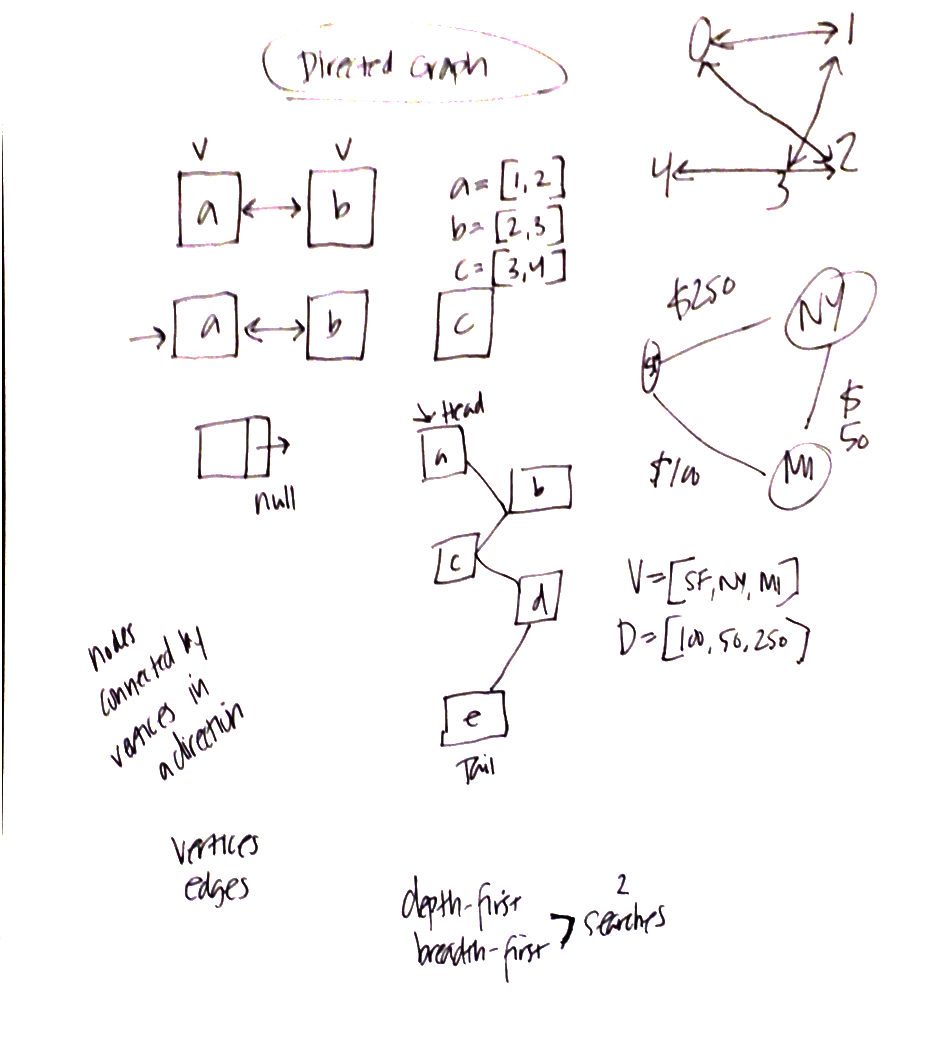 Directed Graph
V V
a b
a b
null
a = [1,2]
b = [2,3]
c = [3,4]
c
Head
a
b
c
d
e
Tail
0 1
4 3 2
$250
NY
SF
$100
MI
$
50
V=[SF, NY, MI]
D=[100, 50, 250]
nodes
connected by
vertices in
a direction
vertices
edges
depth-first
breadth-first
2
searches